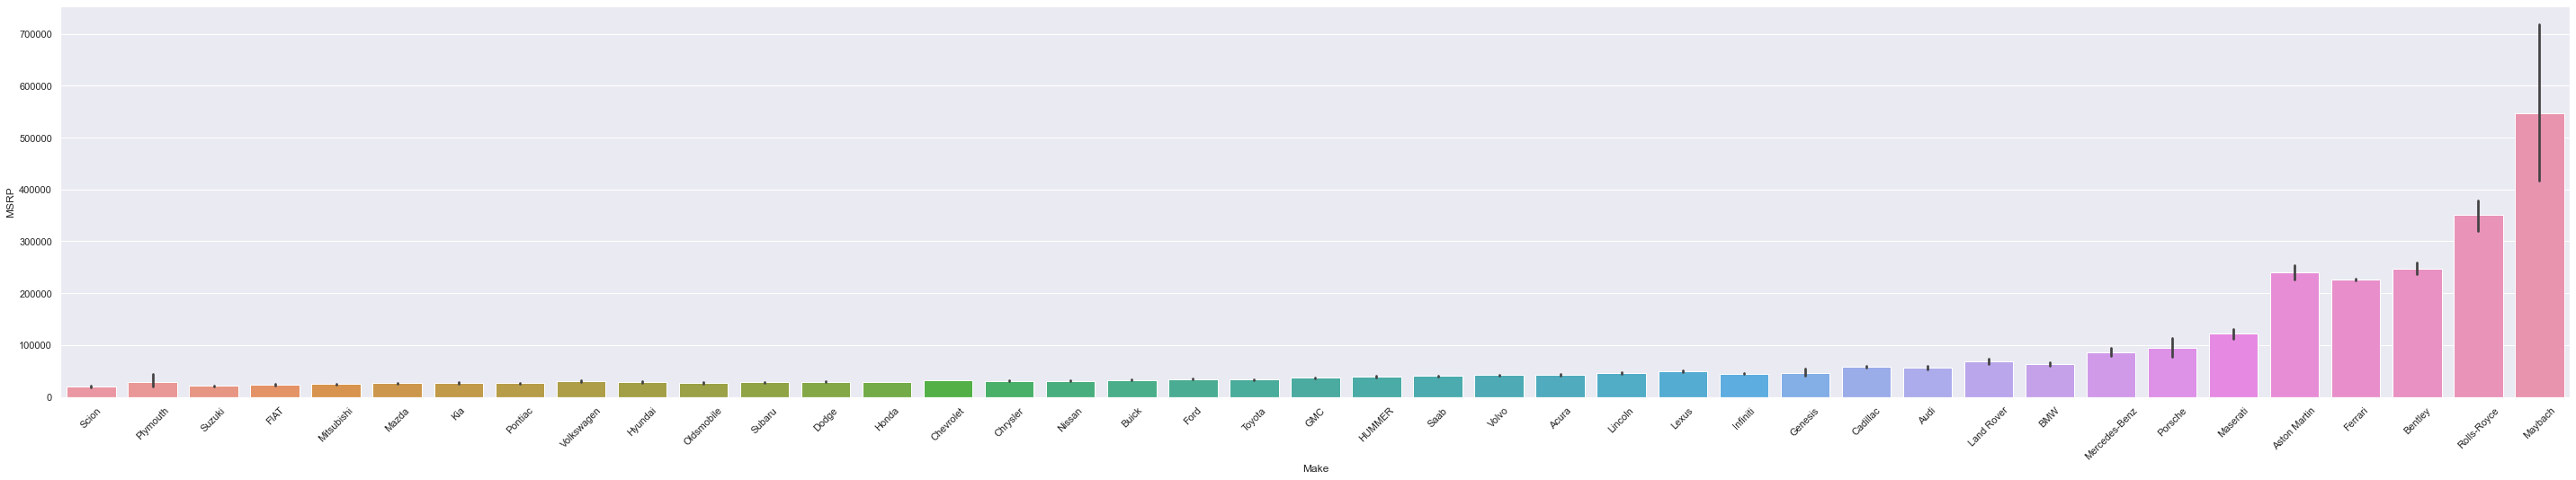 700000
600000
500000
400000
300000
200000
100000
0
MSRP
Scion
Plymouth
Suzuki
FIAT
Mitsubishi
Mazda
Kia
Pontiac
Volkswagen
Hyundai
Oldsmobile
Subaru
Dodge
Honda
Chevrolet
Chrysler
Nissan
Buick
Ford
Toyota
GMC
HUMMER
Saab
Volvo
Acura
Lincoln
Lexus
Infiniti
Genesis
Cadillac
Audi
Land Rover
BMW
Mercedes-Benz
Porsche
Maserati
Aston Martin
Ferrari
Bentley
Rolls-Royce
Maybach
Make